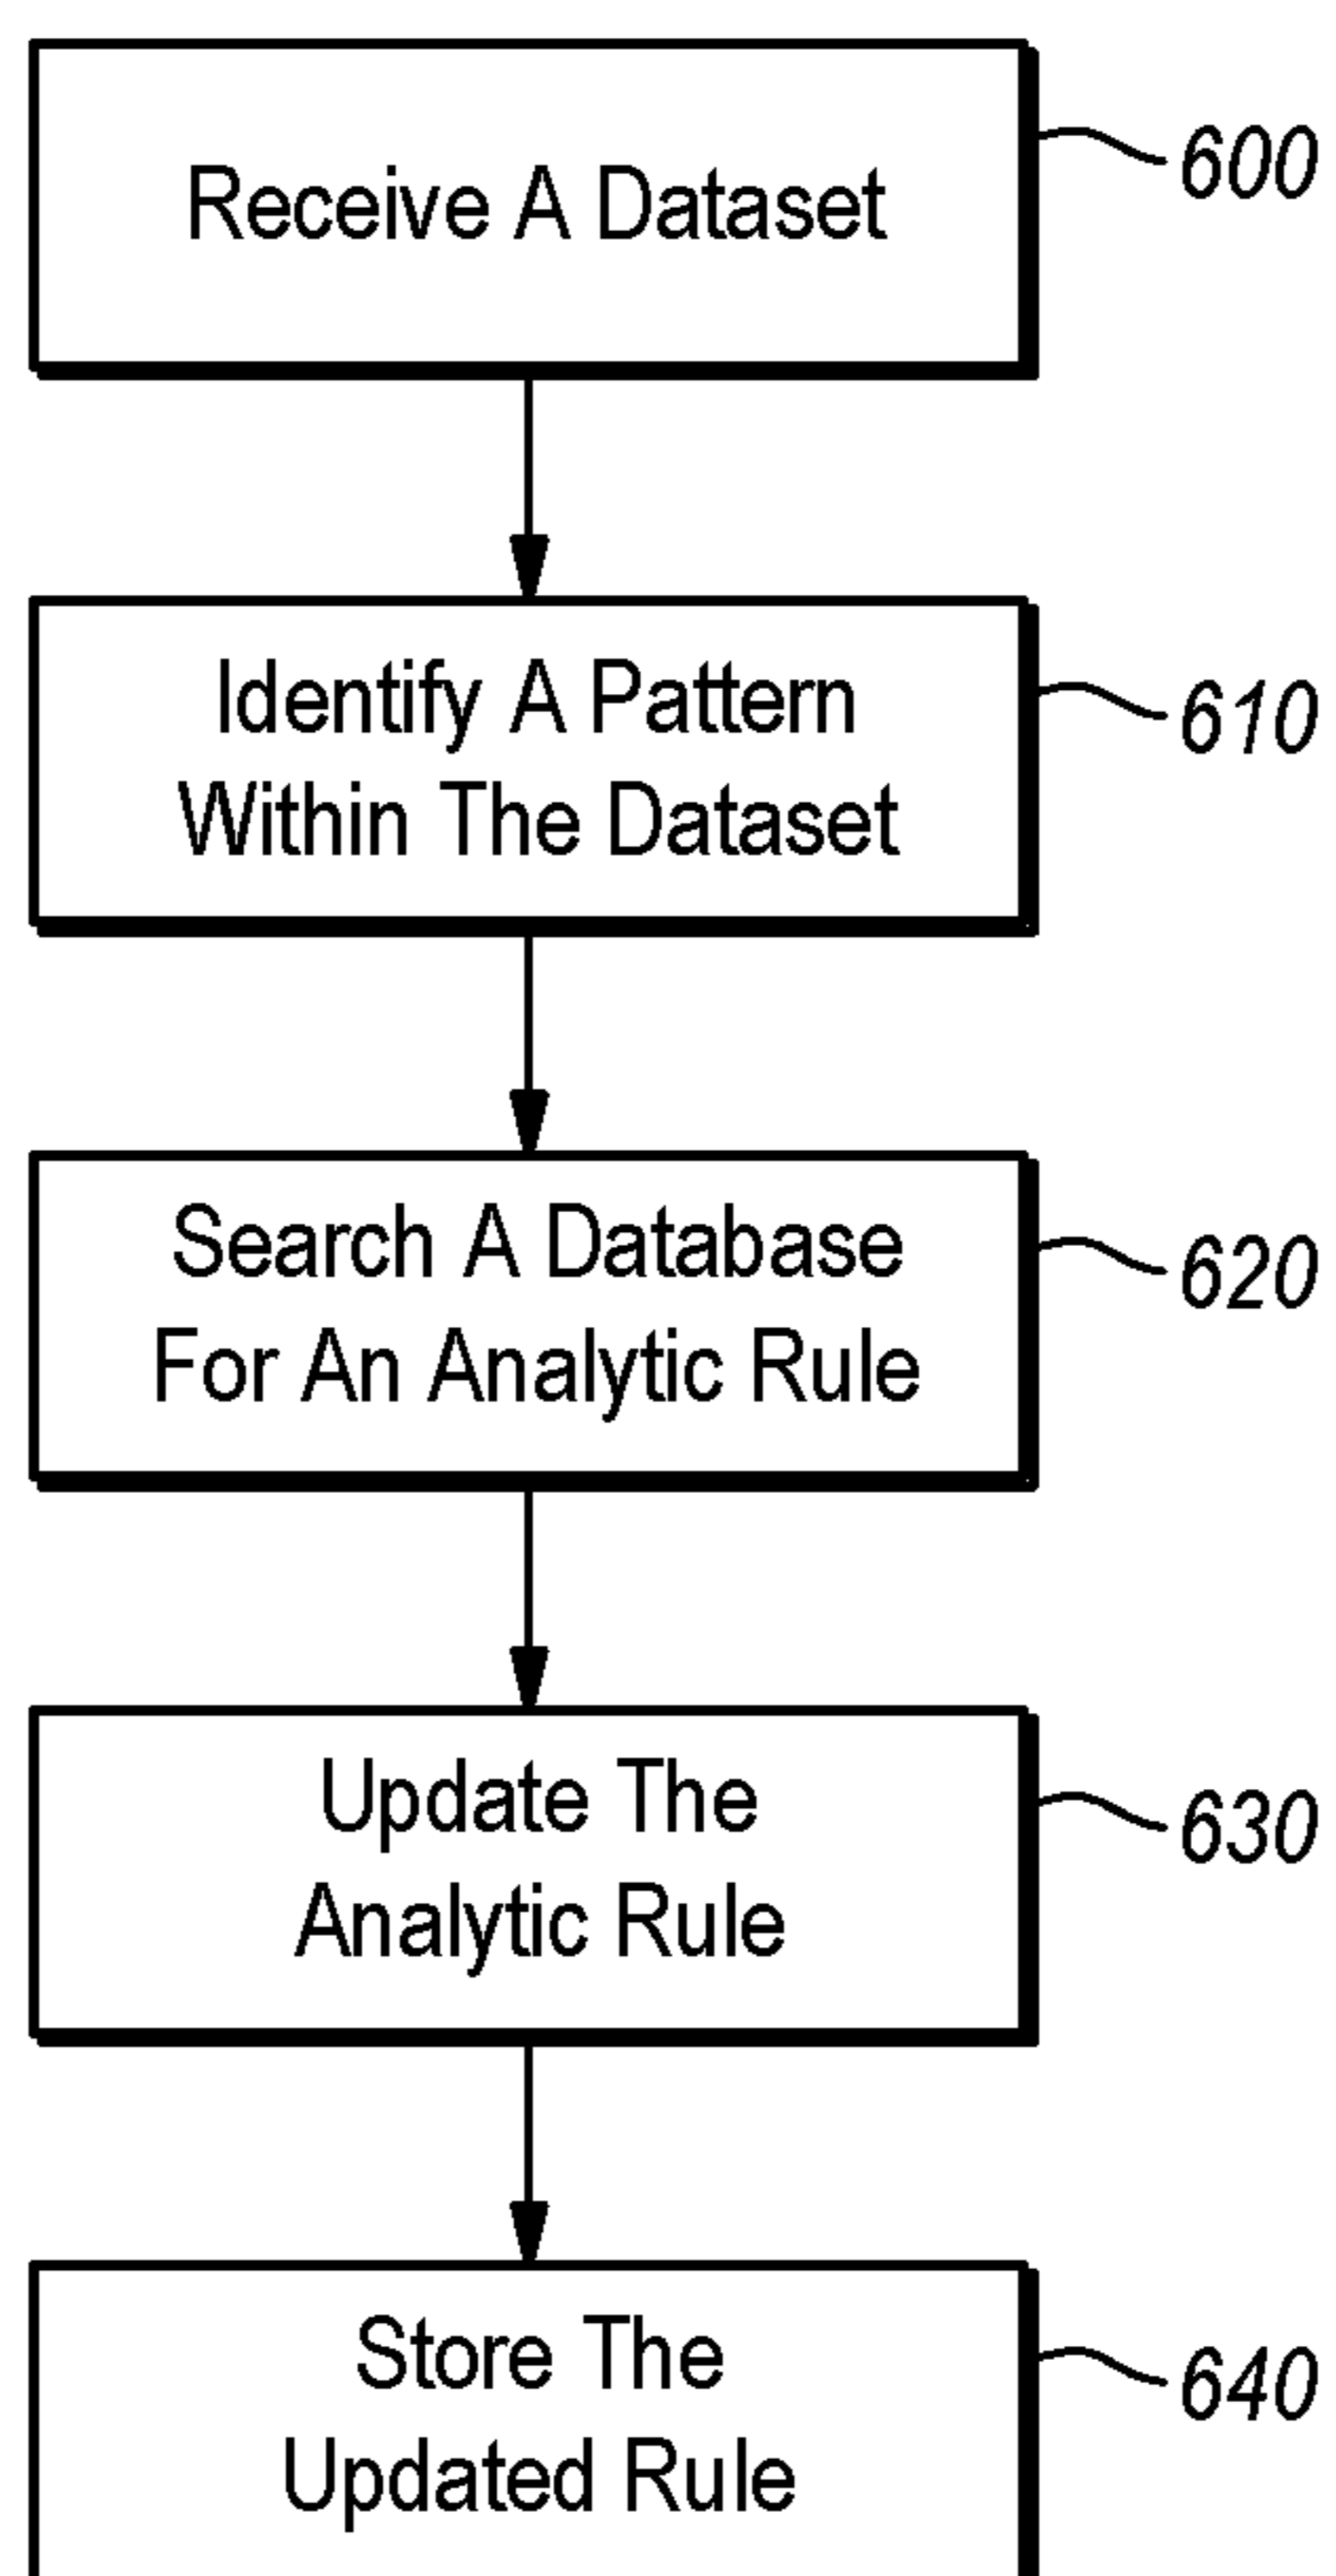 Receive A Dataset
600
Identify A Pattern
Within The Dataset
610
Search A Database
For An Analytic Rule
620
Update The
Analytic Rule
630
Store The
Updated Rule
640